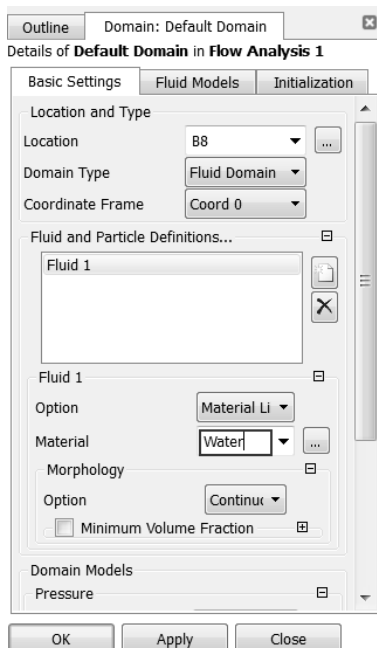 Outline Domain: Default Domain
Details of Default Domain in Flow Analysis 1
Basic Settings Fluid Models Initialization
Location and Type
Location B8 ...
Domain Type Fluid Domain
Coordinate Frame Coord 0
Fluid and Particle Definitions...
Fluid 1
Fluid 1
Option Material Li
Material Water ...
Morphology
Option Continuo
Minimum Volume Fraction
Domain Models
Pressure
OK Apply Close